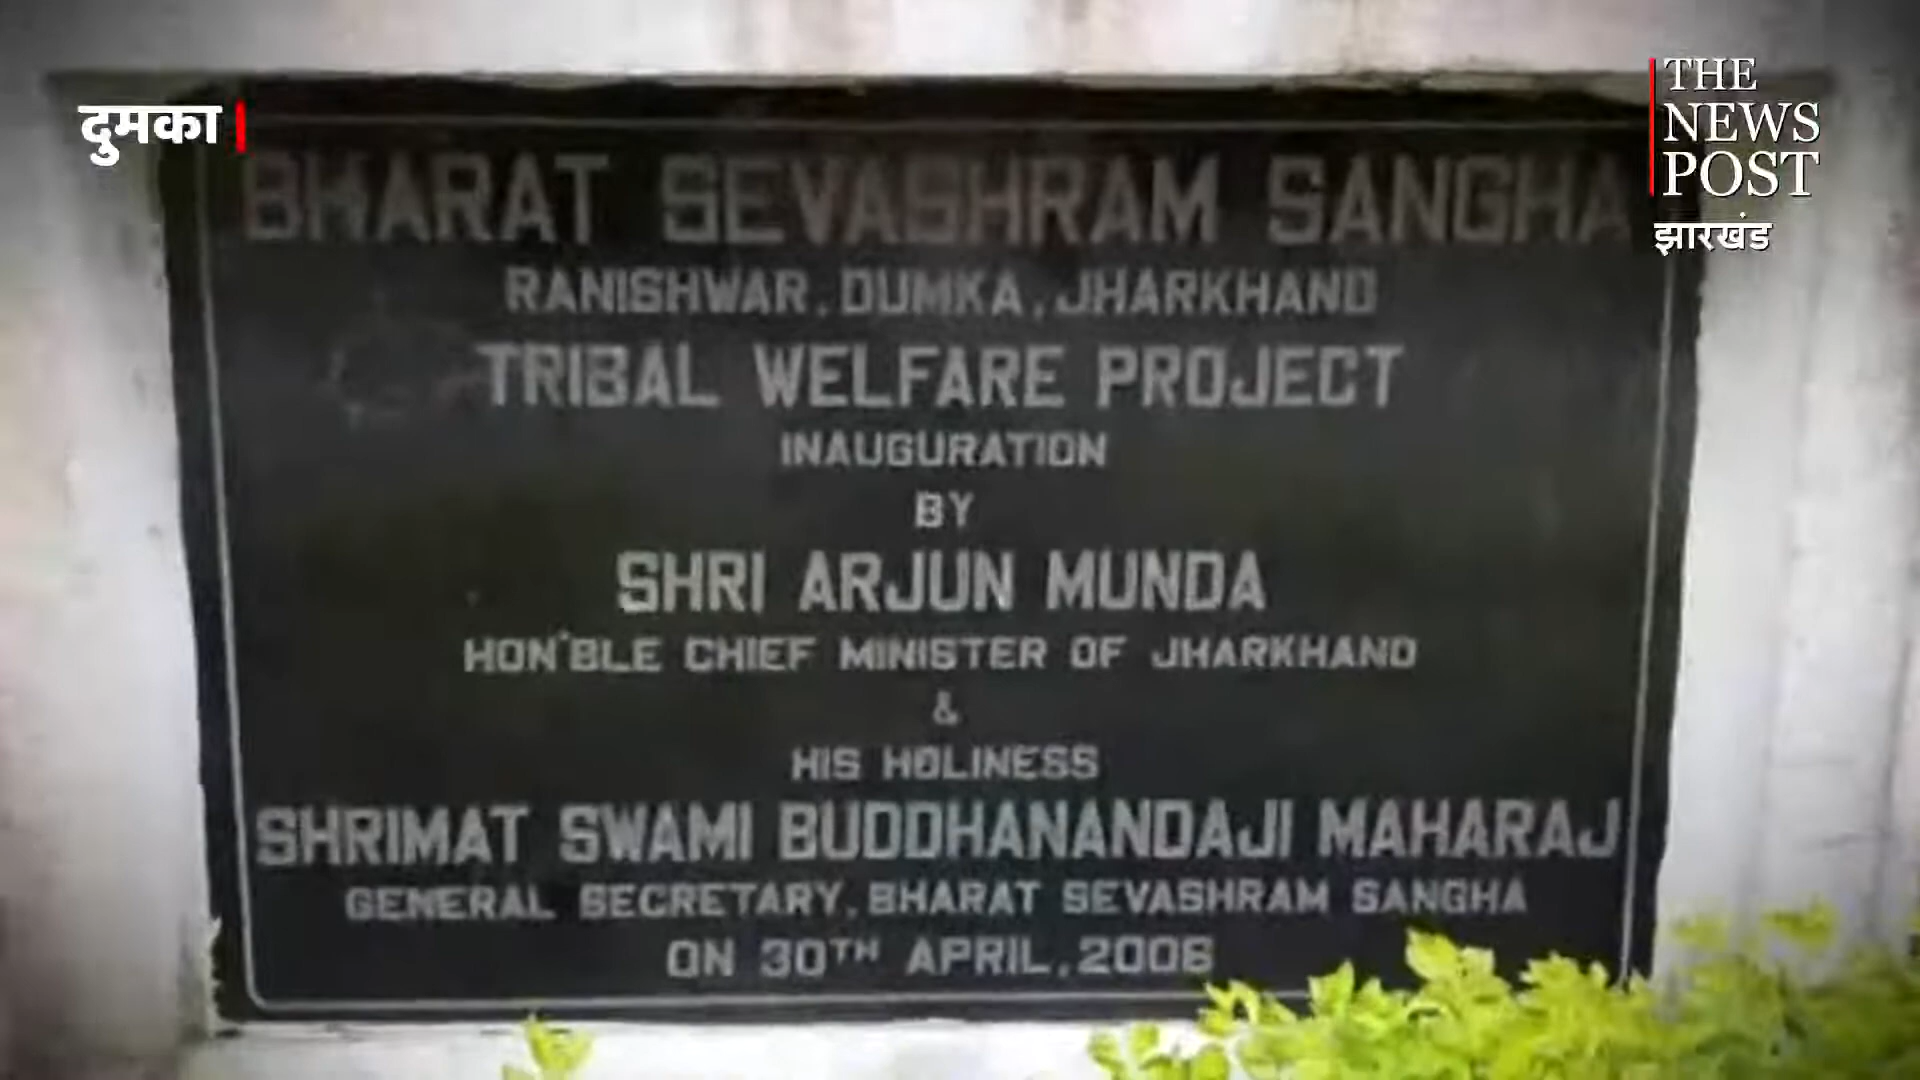 दुमका
THE
NEWS
POST
झारखंड
BHARAT SEVASHRAM SANGHA
RANISHWAR, DUMKA, JHARKHAND
TRIBAL WELFARE PROJECT
INAUGURATION
BY
SHRI ARJUN MUNDA
HON'BLE CHIEF MINISTER OF JHARKHAND
&
HIS HOLINESS
SHRIMAT SWAMI BUDDHANANDAJI MAHARAJ
GENERAL SECRETARY, BHARAT SEVASHRAM SANGHA
ON 30TH APRIL, 2006